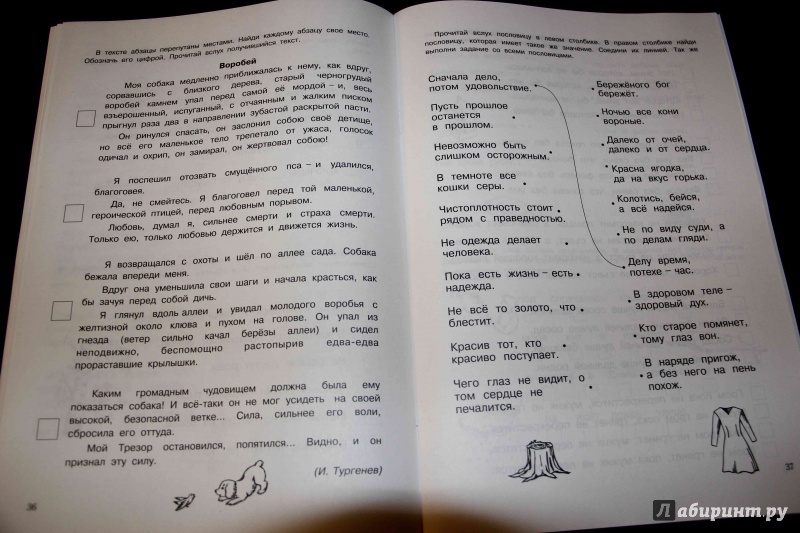 В тексте абзацы перепутаны местами. Найди каждому абзацу свое место.
Обозначь его цифрой. Прочитай вслух получившийся текст.
Воробей
Моя собака медленно приближалась к нему, как вдруг,
сорвавшись с близкого дерева, старый черногрудый
воробей камнем упал перед самой её мордой – и, весь
взъерошенный, испуганный, с отчаянным и жалким писком
прыгнул раза два в направлении зубастой раскрытой пасти.
Он ринулся спасать, он заслонил собою своё детище,
но всё его маленькое тело трепетало от ужаса, голосок
одичал и охрип, он замирал, он жертвовал собою!
Я поспешил отозвать смущённого пса – и удалился,
благоговея.
Да, не смейтесь. Я благоговел перед той маленькой,
героической птицей, перед любовным порывом.
Любовь, думал я, сильнее смерти и страха смерти.
Только ею, только любовью держится и движется жизнь.
Я возвращался с охоты и шёл по аллее сада. Собака
бежала впереди меня.
Вдруг она уменьшила свои шаги и начала красться, как
бы зачуя перед собой дичь.
Я глянул вдоль аллеи и увидал молодого воробья с
желтизной около клюва и пухом на голове. Он упал из
гнезда (ветер сильно качал берёзы аллеи) и сидел
неподвижно, беспомощно растопырив едва-едва
прораставшие крылышки.
Каким громадным чудовищем должна была ему
показаться собака! И всё-таки он не мог усидеть на своей
высокой, безопасной ветке... Сила, сильнее его воли,
сбросила его оттуда.
Мой Трезор остановился, попятился... Видно, и он
признал эту силу.
(И. Тургенев)
36
Прочитай вслух пословицу в левом столбике. В правом столбике найди
пословицу, которая имеет такое же значение. Соедини их линией. Так же
выполни задание со всеми пословицами.
Сначала дело,
потом удовольствие.
Пусть прошлое
останется
в прошлом.
Невозможно быть
слишком осторожным.
В темноте все
кошки серы.
Чистоплотность стоит
рядом с праведностью.
Не одежда делает
человека.
Пока есть жизнь – есть
надежда.
Не всё то золото, что
блестит.
Красив тот, кто
красиво поступает.
Чего глаз не видит, о
том сердце не
печалится.
Бережёного бог
бережёт.
Ночью все кони
вороные.
Далеко от очей,
далеко и от сердца.
Красна ягодка,
да на вкус горька.
Колотись, бейся,
а всё надейся.
Не по виду суди, а
по делам гляди.
Делу время,
потехе – час.
В здоровом теле –
здоровый дух.
Кто старое помянет,
тому глаз вон.
В наряде пригож,
а без него на пень
похож.
37
Лабиринт.ру